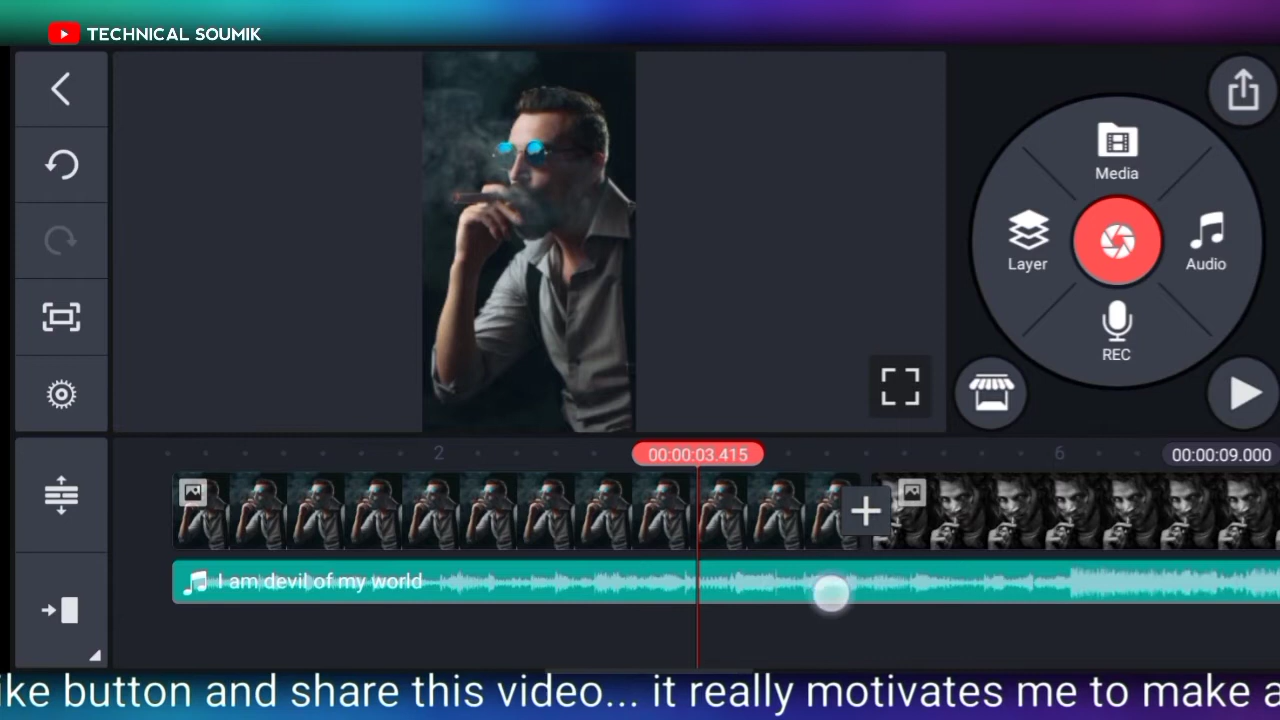 TECHNICAL SOUMIK
Media
Layer
Audio
REC
2
00:00:03.415
6
00:00:09.000
I am devil of my world
ike button and share this video... it really motivates me to make a